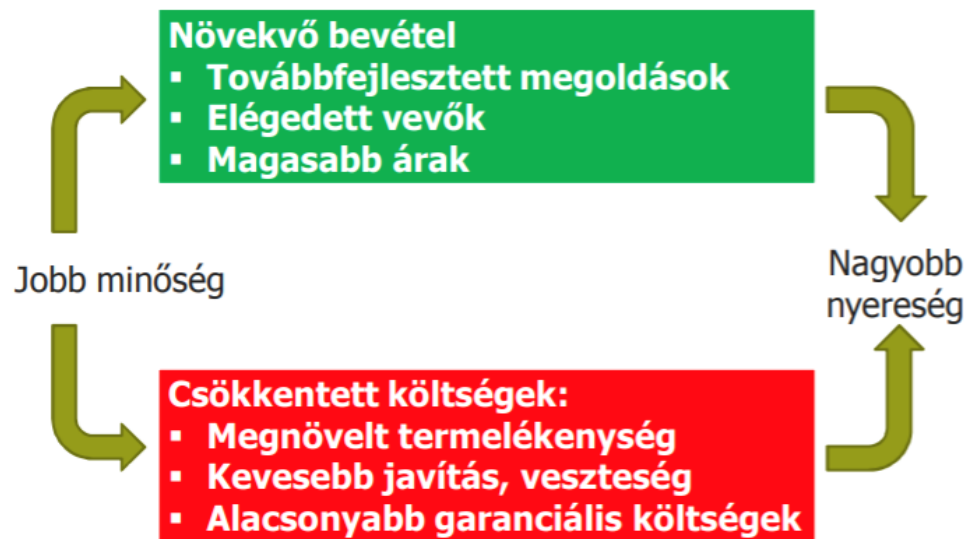 Növekvő bevétel
▪ Továbbfejlesztett megoldások
▪ Elégedett vevők
▪ Magasabb árak
Jobb minőség
Nagyobb
nyereség
Csökkentett költségek:
▪ Megnövelt termelékenység
▪ Kevesebb javítás, veszteség
▪ Alacsonyabb garanciális költségek